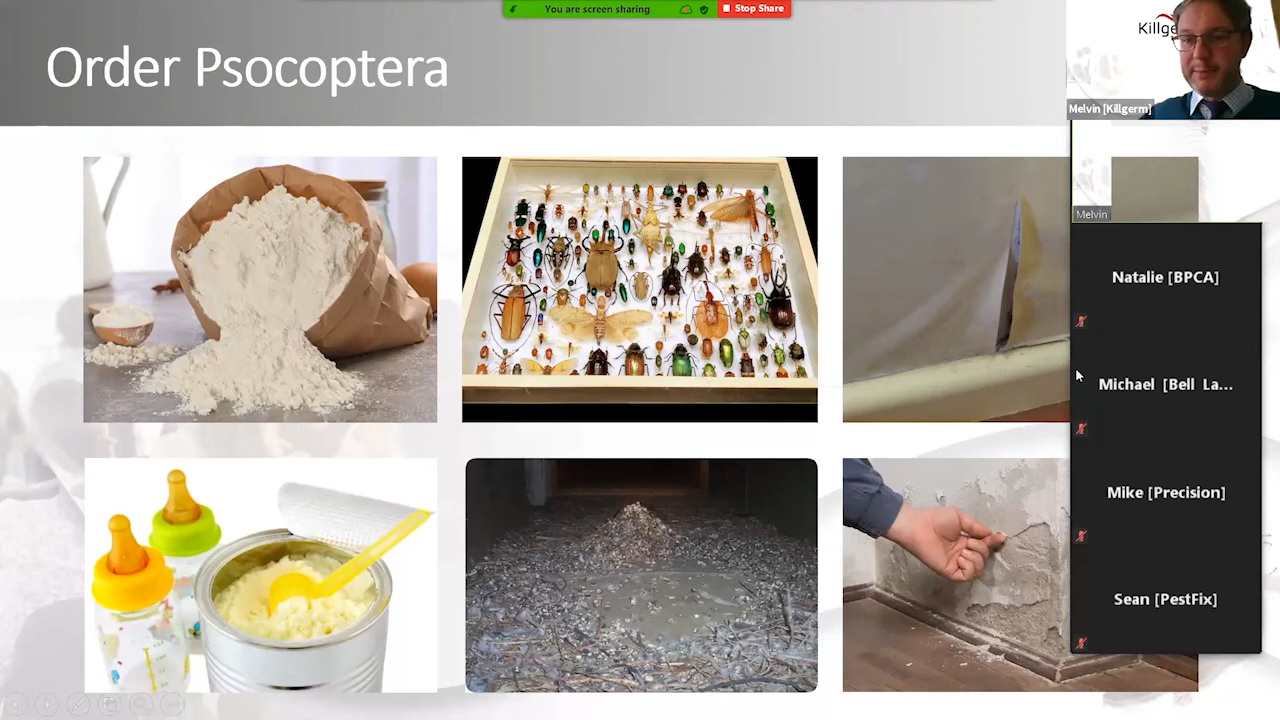 You are screen sharing
Stop Share
Order Psocoptera
Killge
Melvin [Killgerm]
Melvin
Natalie [BPCA]
Michael [Bell La...
Mike [Precision]
Sean [PestFix]